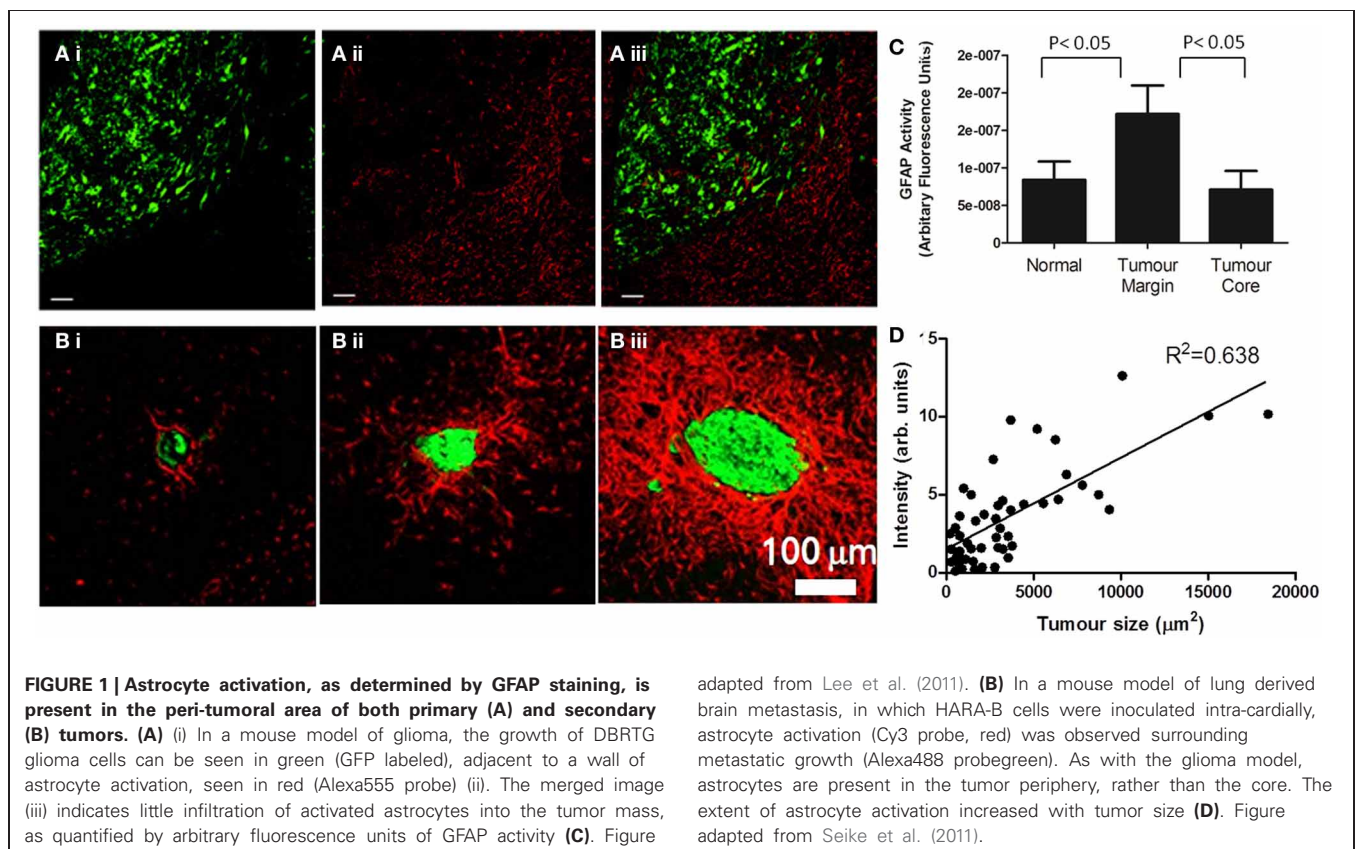 A i
A ii
A iii
B i
B ii
B iii
100 μm
C
P< 0.05 P< 0.05
GFAP Activity
(Arbitary Fluorescence Units)
2e-007
2e-007
2e-007
1e-007
5e-008
0
Normal
Tumour
Margin
Tumour
Core
D
R²=0.638
Intensity (arb. units)
15
10
5
0
0 5000 10000 15000 20000
Tumour size (μm²)
FIGURE 1 | Astrocyte activation, as determined by GFAP staining, is
present in the peri-tumoral area of both primary (A) and secondary
(B) tumors. (A) (i) In a mouse model of glioma, the growth of DBRTG
glioma cells can be seen in green (GFP labeled), adjacent to a wall of
astrocyte activation, seen in red (Alexa555 probe) (ii). The merged image
(iii) indicates little infiltration of activated astrocytes into the tumor mass,
as quantified by arbitrary fluorescence units of GFAP activity (C). Figure
adapted from Lee et al. (2011). (B) In a mouse model of lung derived
brain metastasis, in which HARA-B cells were inoculated intra-cardially,
astrocyte activation (Cy3 probe, red) was observed surrounding
metastatic growth (Alexa488 probegreen). As with the glioma model,
astrocytes are present in the tumor periphery, rather than the core. The
extent of astrocyte activation increased with tumor size (D). Figure
adapted from Seike et al. (2011).